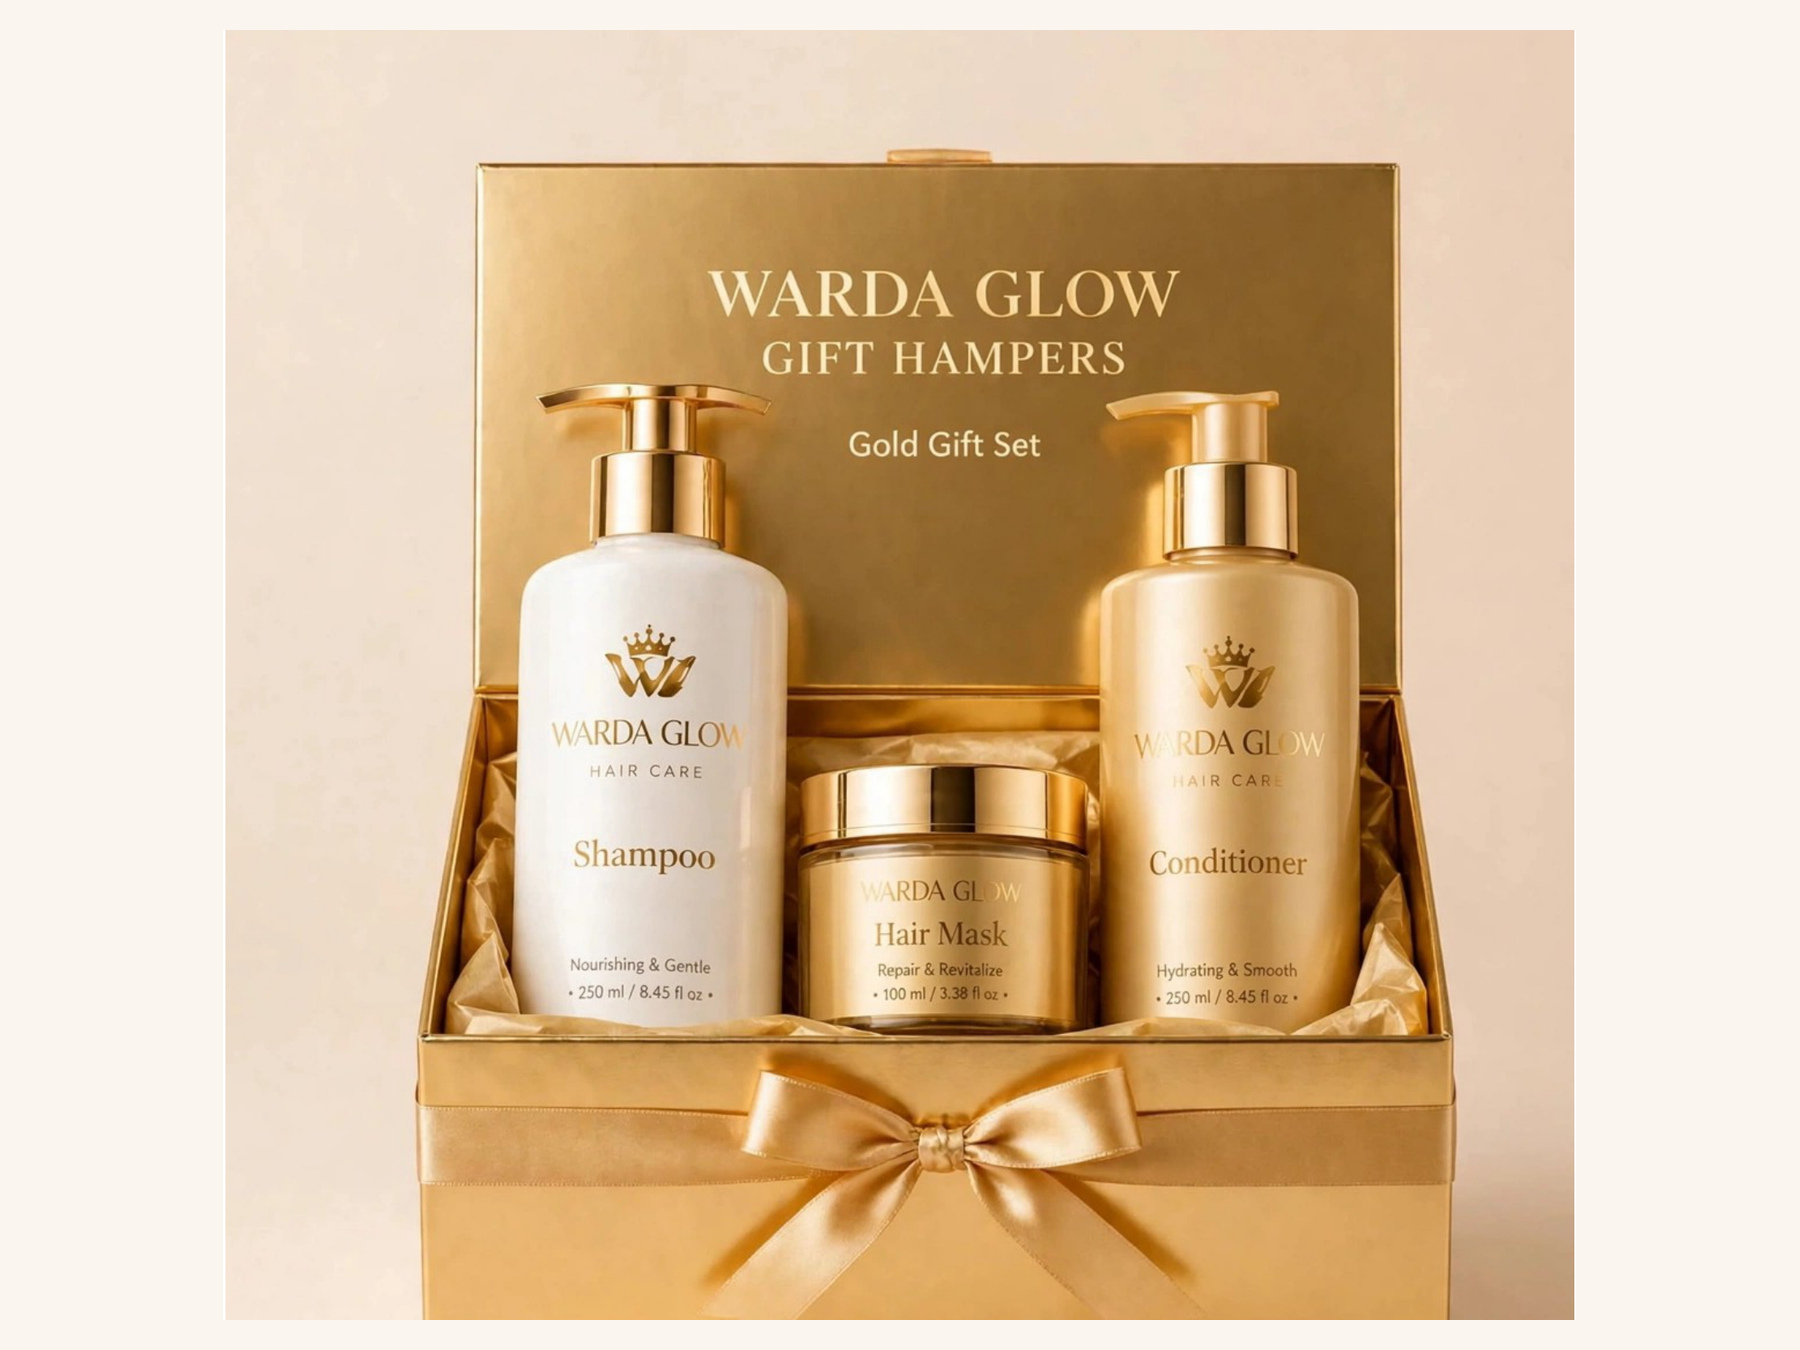 WARDA GLOW
GIFT HAMPERS
Gold Gift Set
WARDA GLOW
HAIR CARE
Shampoo
Nourishing & Gentle
• 250 ml / 8.45 fl oz •
WARDA GLOW
Hair Mask
Repair & Revitalize
• 100 ml / 3.38 fl oz •
WARDA GLOW
HAIR CARE
Conditioner
Hydrating & Smooth
• 250 ml / 8.45 fl oz •